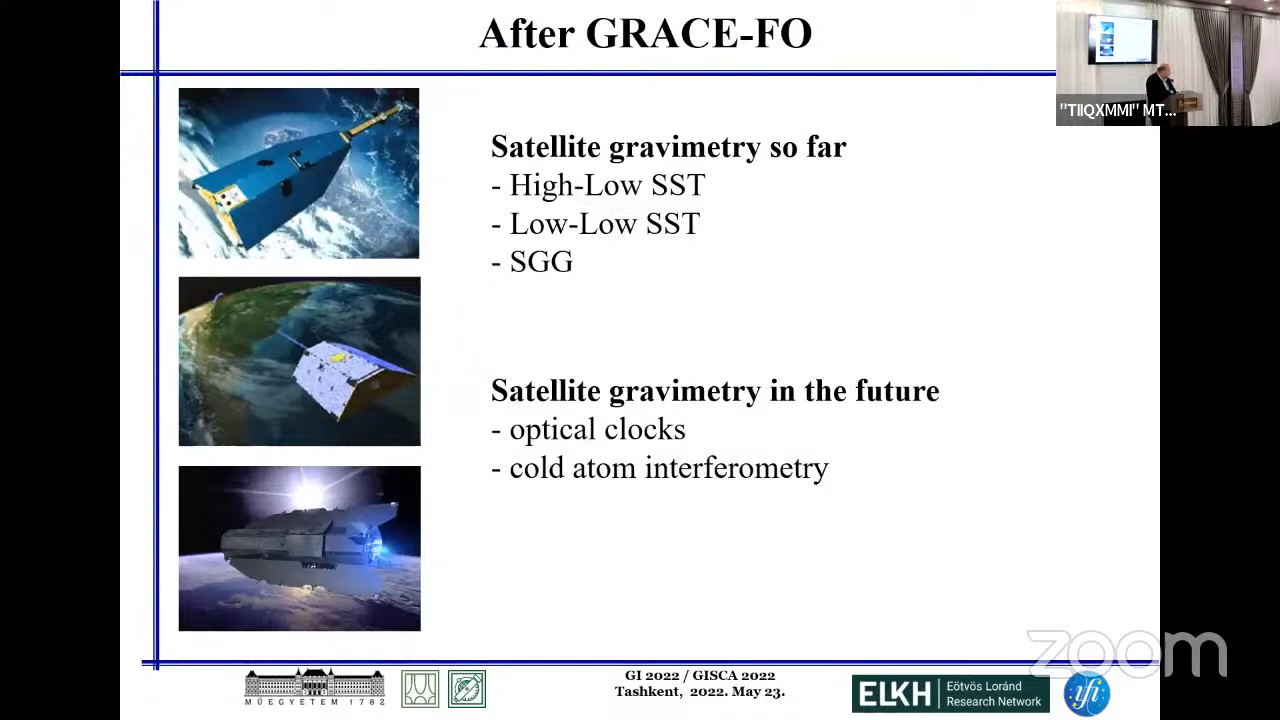 After GRACE-FO
"TIIQXMMI" MT...
Satellite gravimetry so far
- High-Low SST
- Low-Low SST
- SGG
Satellite gravimetry in the future
- optical clocks
- cold atom interferometry
zoom
MŰEGYETEM 1782
GI 2022 / GISCA 2022
Tashkent, 2022. May 23.
ELKH
Eötvös Loránd
Research Network